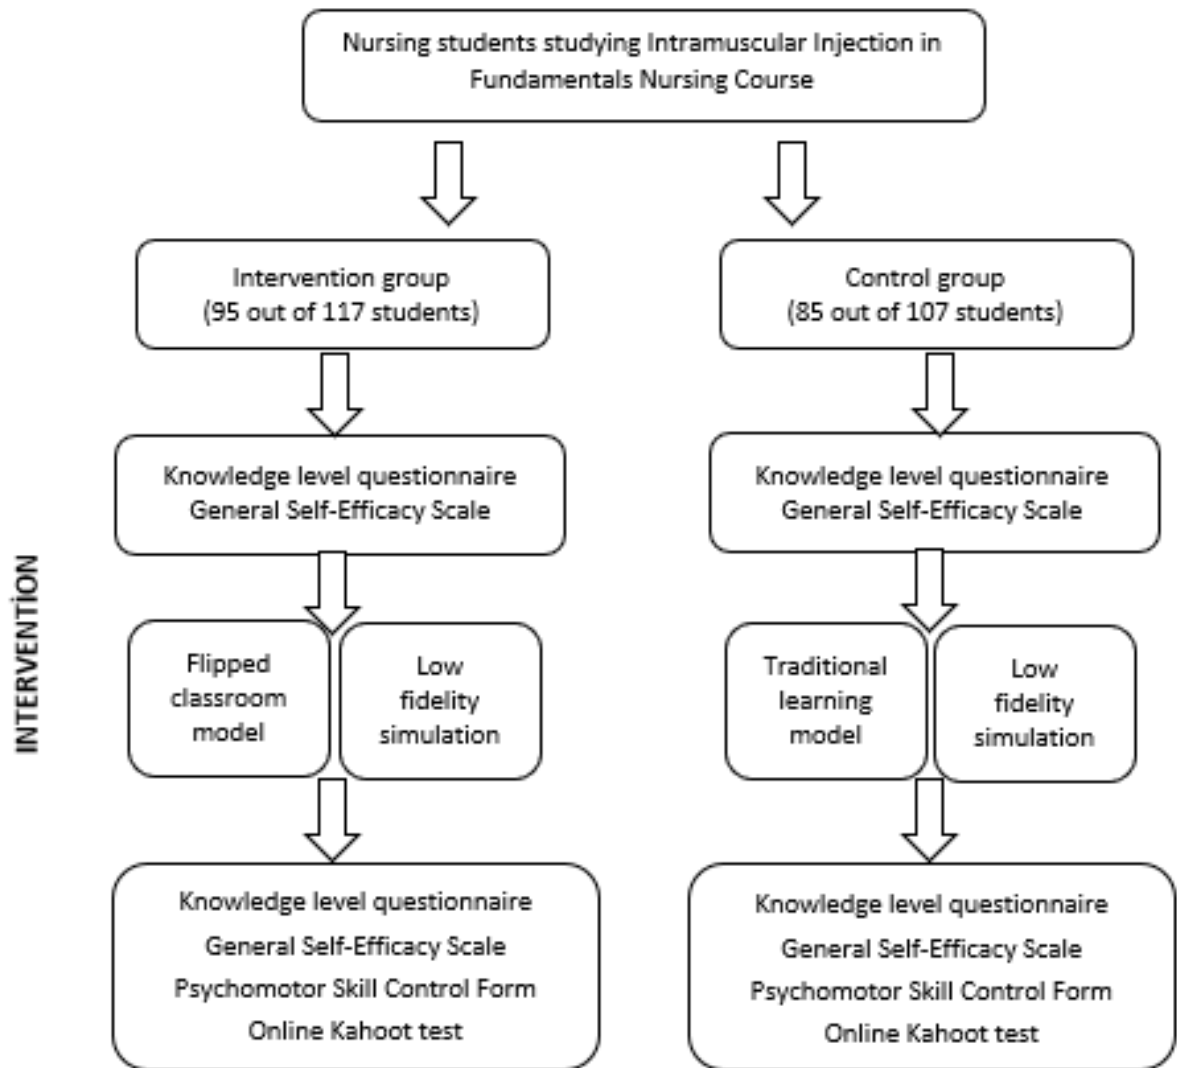 Nursing students studying Intramuscular Injection in
Fundamentals Nursing Course
Intervention group
(95 out of 117 students)
Control group
(85 out of 107 students)
Knowledge level questionnaire
General Self-Efficacy Scale
Knowledge level questionnaire
General Self-Efficacy Scale
INTERVENTİON
Flipped
classroom
model
Low
fidelity
simulation
Traditional
learning
model
Low
fidelity
simulation
Knowledge level questionnaire
General Self-Efficacy Scale
Psychomotor Skill Control Form
Online Kahoot test
Knowledge level questionnaire
General Self-Efficacy Scale
Psychomotor Skill Control Form
Online Kahoot test